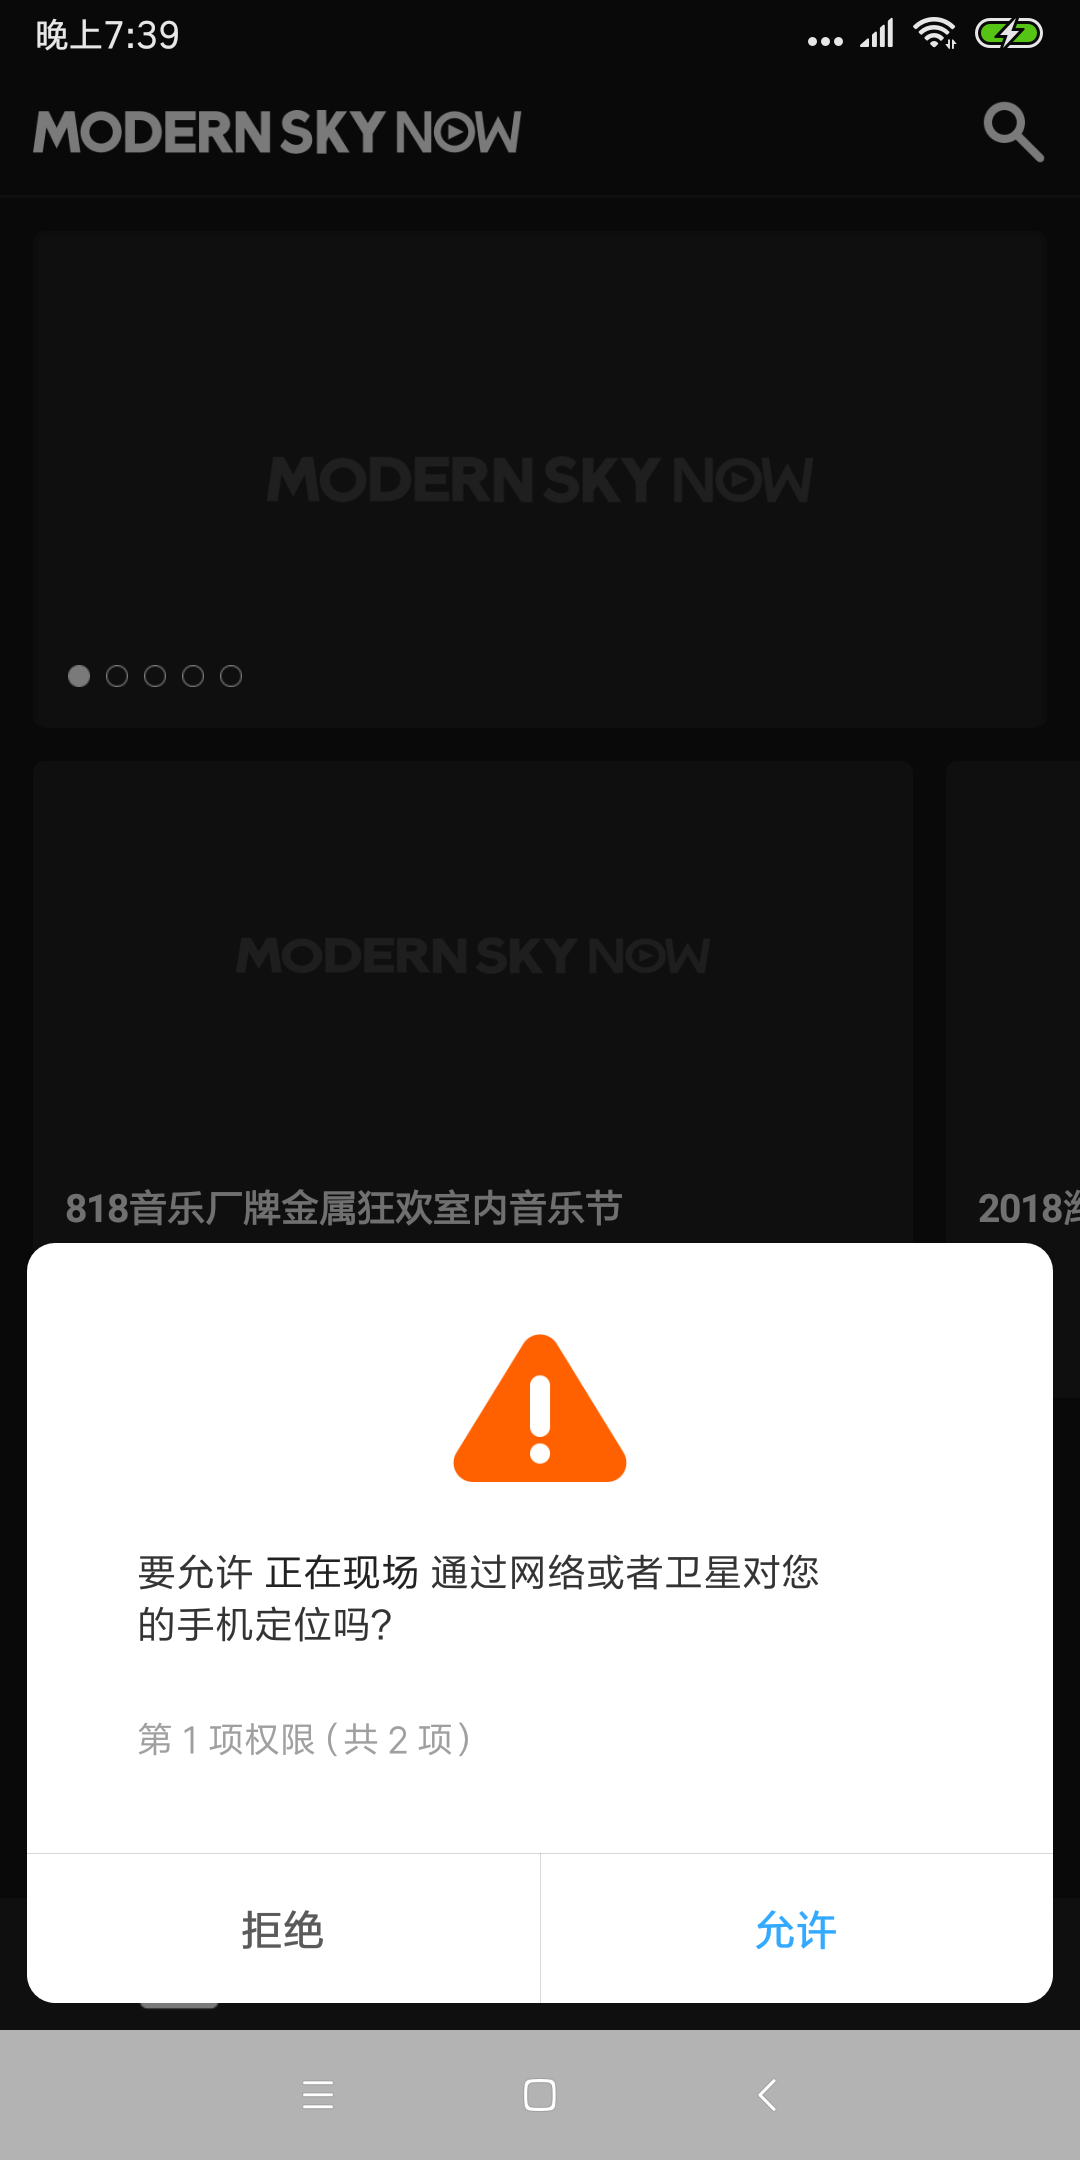 晚上7:39
MODERN SKY NOW
MODERN SKY NOW
MODERN SKY NOW
818音乐厂牌金属狂欢室内音乐节
2018
要允许 正在现场 通过网络或者卫星对您
的手机定位吗?
第 1 项权限 (共 2 项)
拒绝
允许